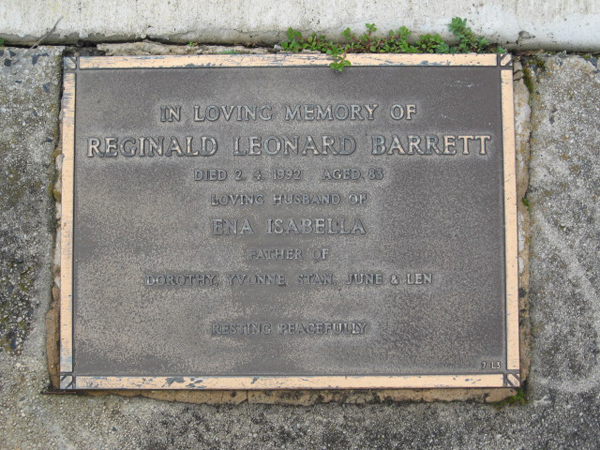 IN LOVING MEMORY OF
REGINALD LEONARD BARRETT
DIED 2. 4. 1992 AGED 83
LOVING HUSBAND OF
ENA ISABELLA
FATHER OF
DOROTHY, YVONNE, STAN, JUNE & LEN
RESTING PEACEFULLY